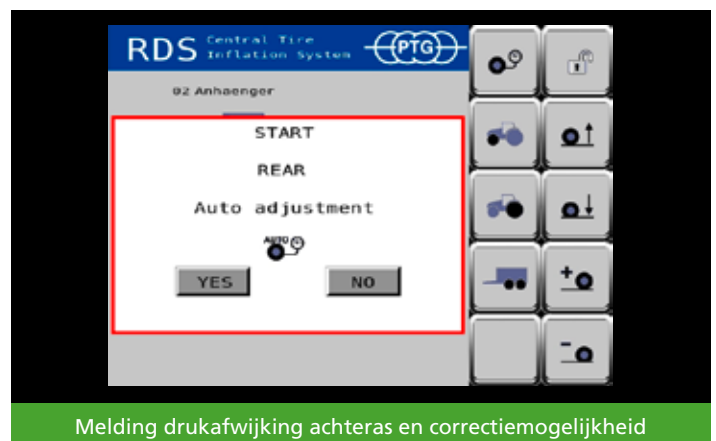 RDS Central Tire Inflation System PTG
02 Anhaenger
START
REAR
Auto adjustment
AUTO
YES NO
Melding drukafwijking achteras en correctiemogelijkheid